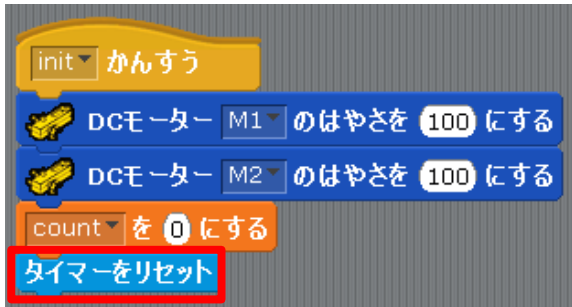 init かんすう
DCモーター M1 のはやさを 100 にする
DCモーター M2 のはやさを 100 にする
count を 0 にする
タイマーをリセット